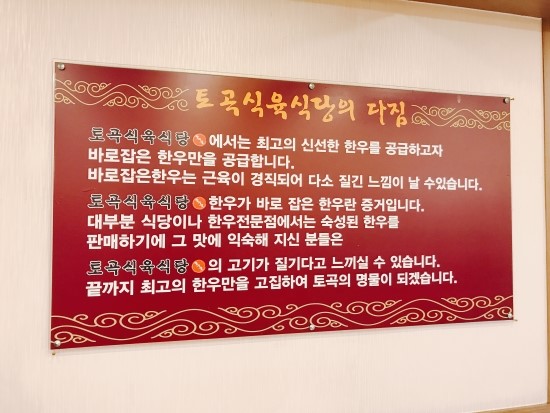 토곡식육식당의 다짐
토곡식육식당 에서는 최고의 신선한 한우를 공급하고자
바로잡은 한우만을 공급합니다.
바로잡은한우는 근육이 경직되어 다소 질긴 느낌이 날 수있습니다.
토곡식육식당 한우가 바로 잡은 한우란 증거입니다.
대부분 식당이나 한우전문점에서는 숙성된 한우를
판매하기에 그 맛에 익숙해 지신 분들은
토곡식육식당 의 고기가 질기다고 느끼실 수 있습니다.
끝까지 최고의 한우만을 고집하여 토곡의 명물이 되겠습니다.